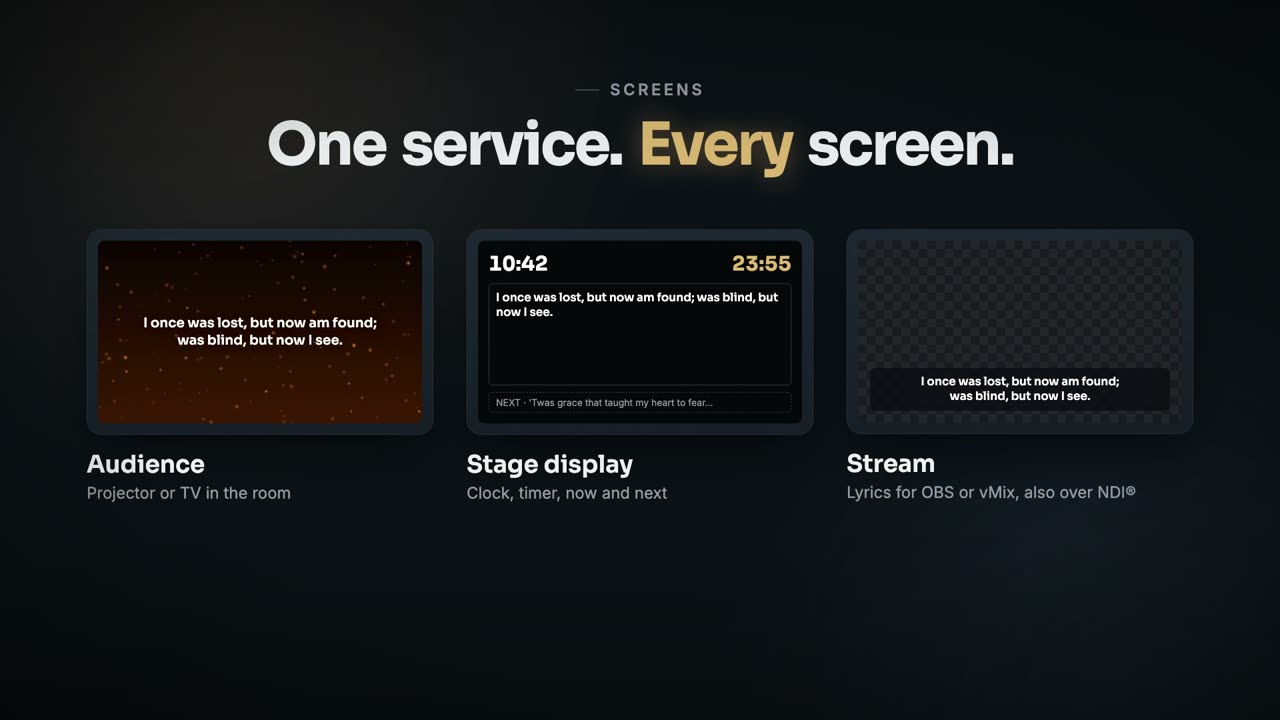 SCREENS
One service. Every screen.
I once was lost, but now am found;
was blind, but now I see.
Audience
Projector or TV in the room
10:42
23:55
I once was lost, but now am found; was blind, but
now I see.
NEXT · 'Twas grace that taught my heart to fear...
Stage display
Clock, timer, now and next
I once was lost, but now am found;
was blind, but now I see.
Stream
Lyrics for OBS or vMix, also over NDI®